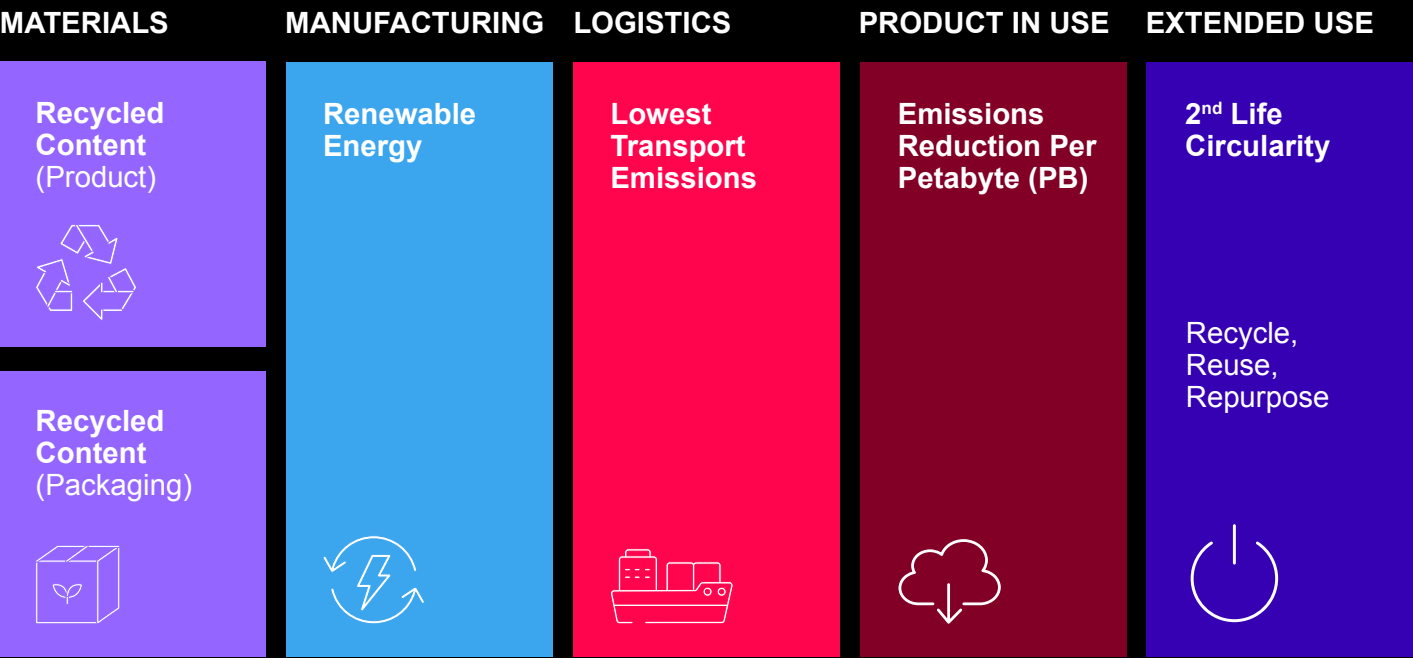 MATERIALS
Recycled
Content
(Product)
Recycled
Content
(Packaging)
MANUFACTURING
Renewable
Energy
LOGISTICS
Lowest
Transport
Emissions
PRODUCT IN USE
Emissions
Reduction Per
Petabyte (PB)
EXTENDED USE
2nd Life
Circularity
Recycle,
Reuse,
Repurpose